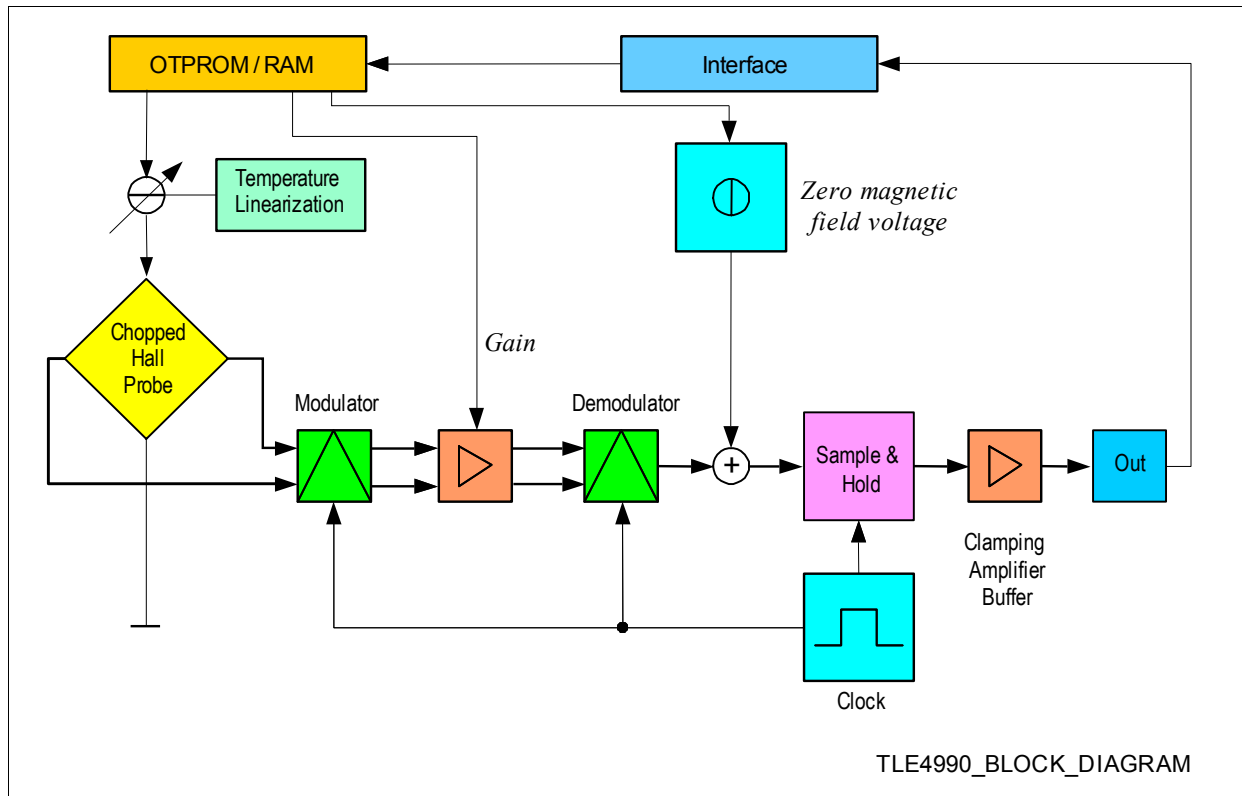 OTPROM / RAM
Interface
Temperature
Linearization
Zero magnetic
field voltage
Chopped
Hall
Probe
Gain
Modulator
Demodulator
+
Sample &
Hold
Out
Clamping
Amplifier
Buffer
Clock
TLE4990_BLOCK_DIAGRAM